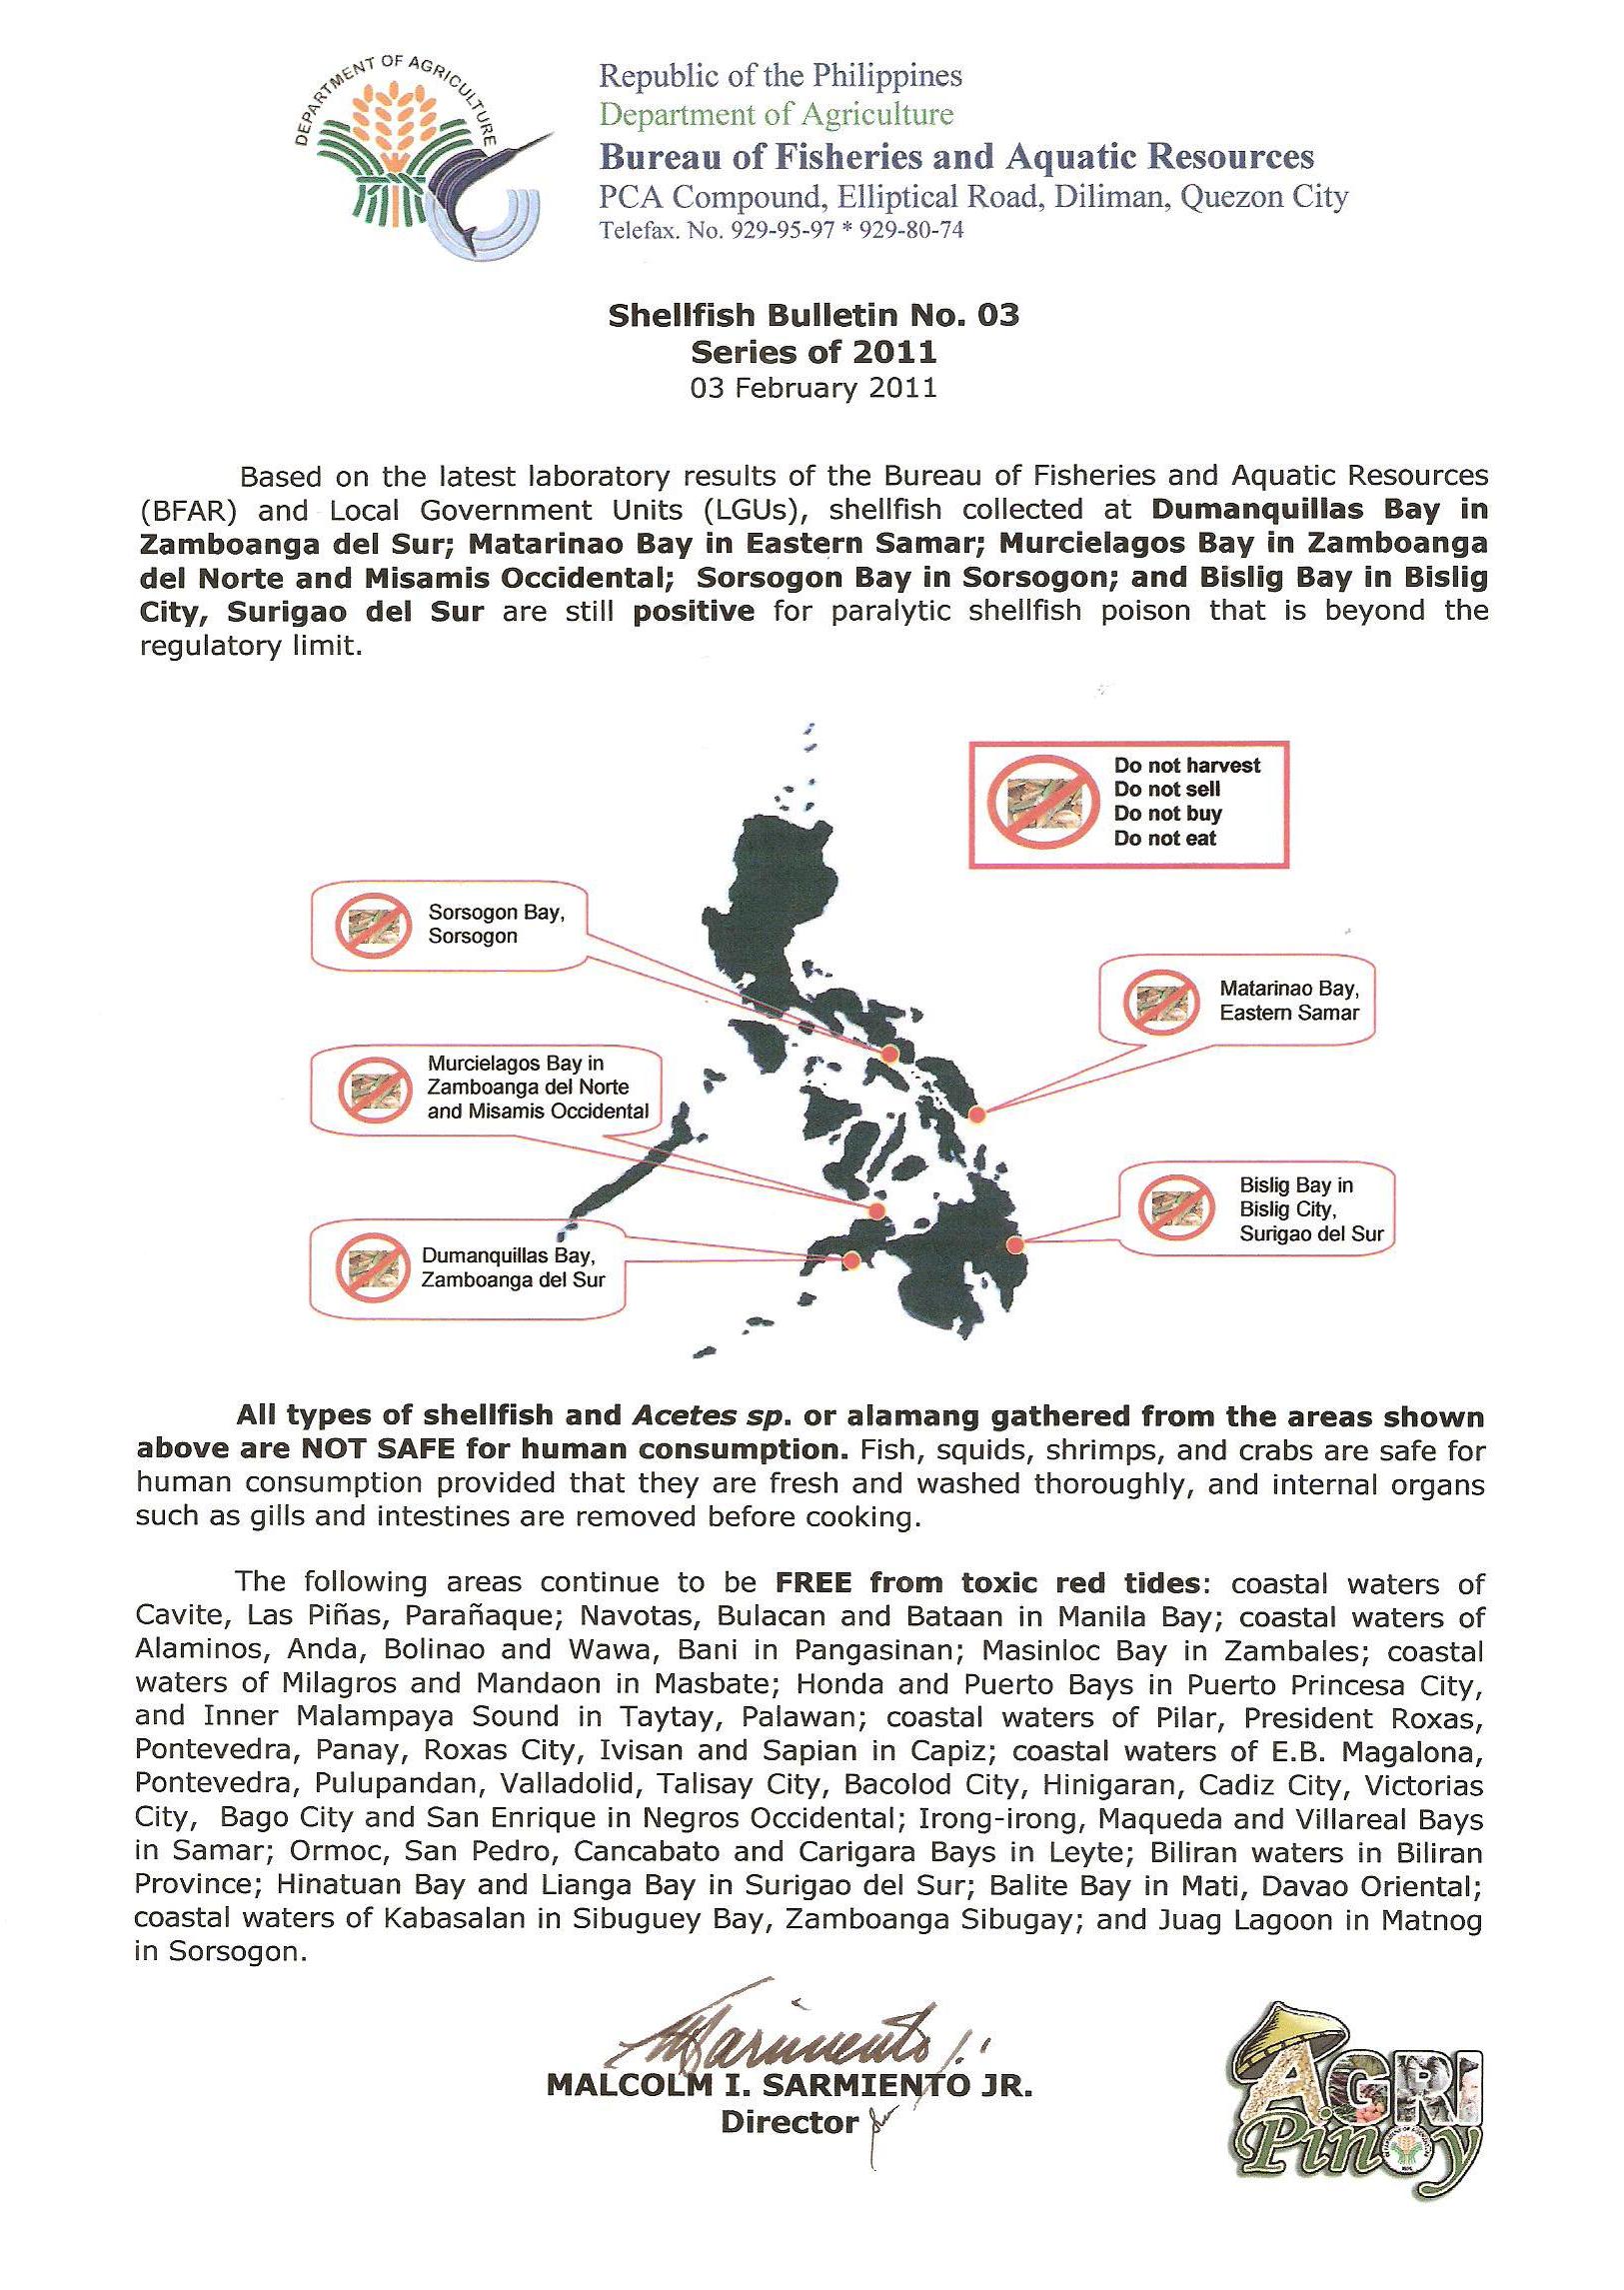 DEPARTMENT OF AGRICULTURE
Republic of the Philippines
Department of Agriculture
Bureau of Fisheries and Aquatic Resources
PCA Compound, Elliptical Road, Diliman, Quezon City
Telefax. No. 929-95-97 * 929-80-74
Shellfish Bulletin No. 03
Series of 2011
03 February 2011
Based on the latest laboratory results of the Bureau of Fisheries and Aquatic Resources
(BFAR) and Local Government Units (LGUs), shellfish collected at Dumanquillas Bay in
Zamboanga del Sur; Matarinao Bay in Eastern Samar; Murcielagos Bay in Zamboanga
del Norte and Misamis Occidental; Sorsogon Bay in Sorsogon; and Bislig Bay in Bislig
City, Surigao del Sur are still positive for paralytic shellfish poison that is beyond the
regulatory limit.
Do not harvest
Do not sell
Do not buy
Do not eat
Sorsogon Bay,
Sorsogon
Matarinao Bay,
Eastern Samar
Murcielagos Bay in
Zamboanga del Norte
and Misamis Occidental
Bislig Bay in
Bislig City,
Surigao del Sur
Dumanquillas Bay,
Zamboanga del Sur
All types of shellfish and Acetes sp. or alamang gathered from the areas shown
above are NOT SAFE for human consumption. Fish, squids, shrimps, and crabs are safe for
human consumption provided that they are fresh and washed thoroughly, and internal organs
such as gills and intestines are removed before cooking.
The following areas continue to be FREE from toxic red tides: coastal waters of
Cavite, Las Piñas, Parañaque; Navotas, Bulacan and Bataan in Manila Bay; coastal waters of
Alaminos, Anda, Bolinao and Wawa, Bani in Pangasinan; Masinloc Bay in Zambales; coastal
waters of Milagros and Mandaon in Masbate; Honda and Puerto Bays in Puerto Princesa City,
and Inner Malampaya Sound in Taytay, Palawan; coastal waters of Pilar, President Roxas,
Pontevedra, Panay, Roxas City, Ivisan and Sapian in Capiz; coastal waters of E.B. Magalona,
Pontevedra, Pulupandan, Valladolid, Talisay City, Bacolod City, Hinigaran, Cadiz City, Victorias
City, Bago City and San Enrique in Negros Occidental; Irong-irong, Maqueda and Villareal Bays
in Samar; Ormoc, San Pedro, Cancabato and Carigara Bays in Leyte; Biliran waters in Biliran
Province; Hinatuan Bay and Lianga Bay in Surigao del Sur; Balite Bay in Mati, Davao Oriental;
coastal waters of Kabasalan in Sibuguey Bay, Zamboanga Sibugay; and Juag Lagoon in Matnog
in Sorsogon.
MALCOLM I. SARMIENTO JR.
Director
AGRI
Pinoy